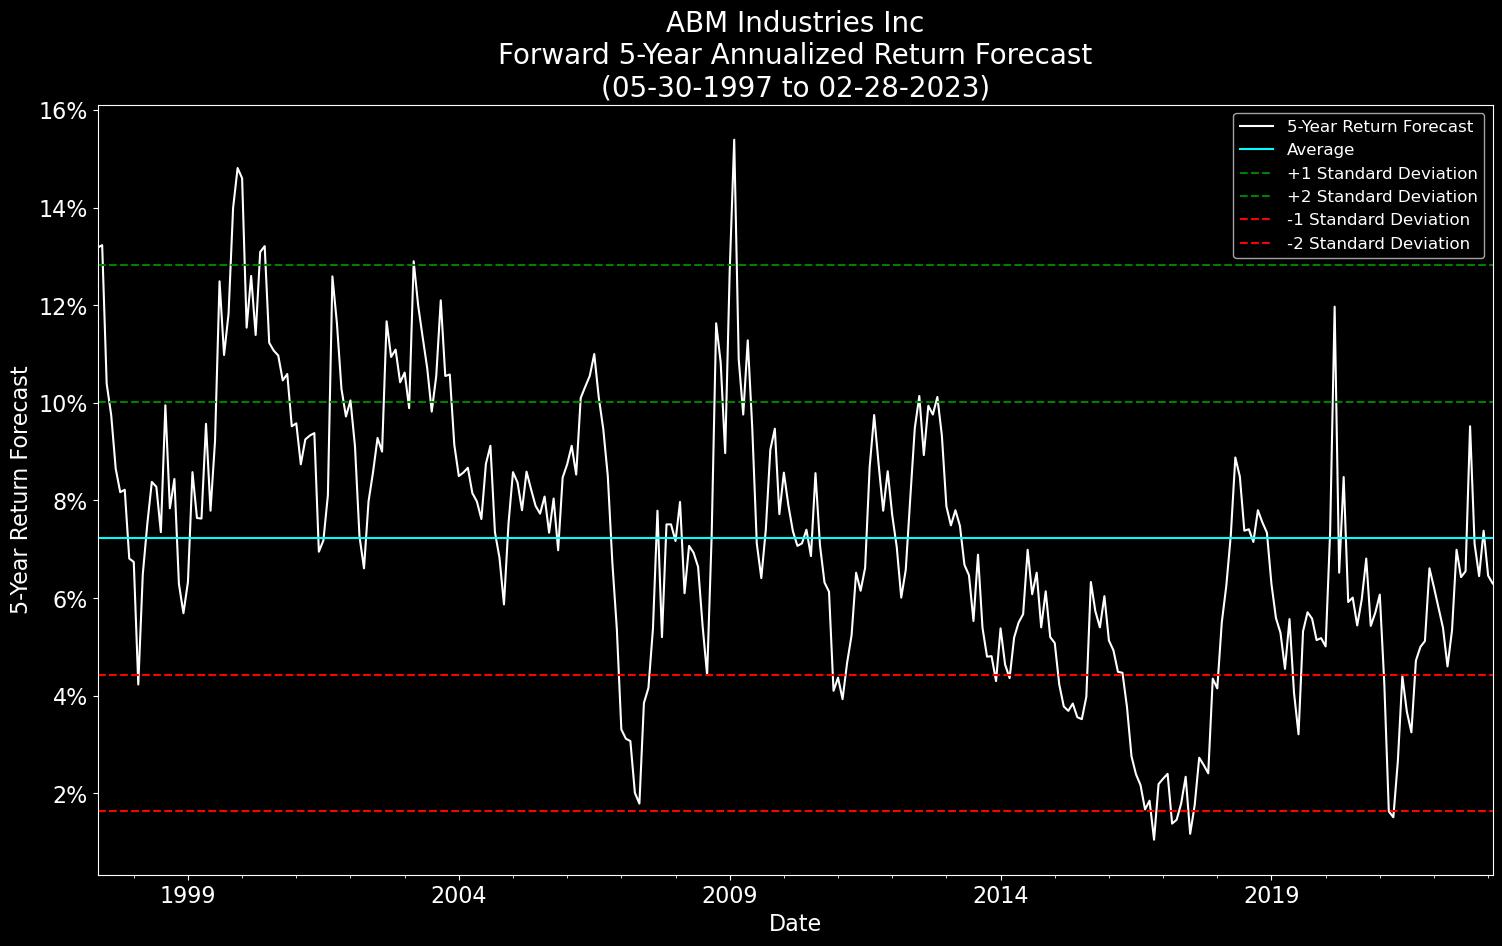 ABM Industries Inc
Forward 5-Year Annualized Return Forecast
(05-30-1997 to 02-28-2023)
5-Year Return Forecast
16%
14%
12%
10%
8%
6%
4%
2%
5-Year Return Forecast
Average
+1 Standard Deviation
+2 Standard Deviation
-1 Standard Deviation
-2 Standard Deviation
1999
2004
2009
2014
2019
Date